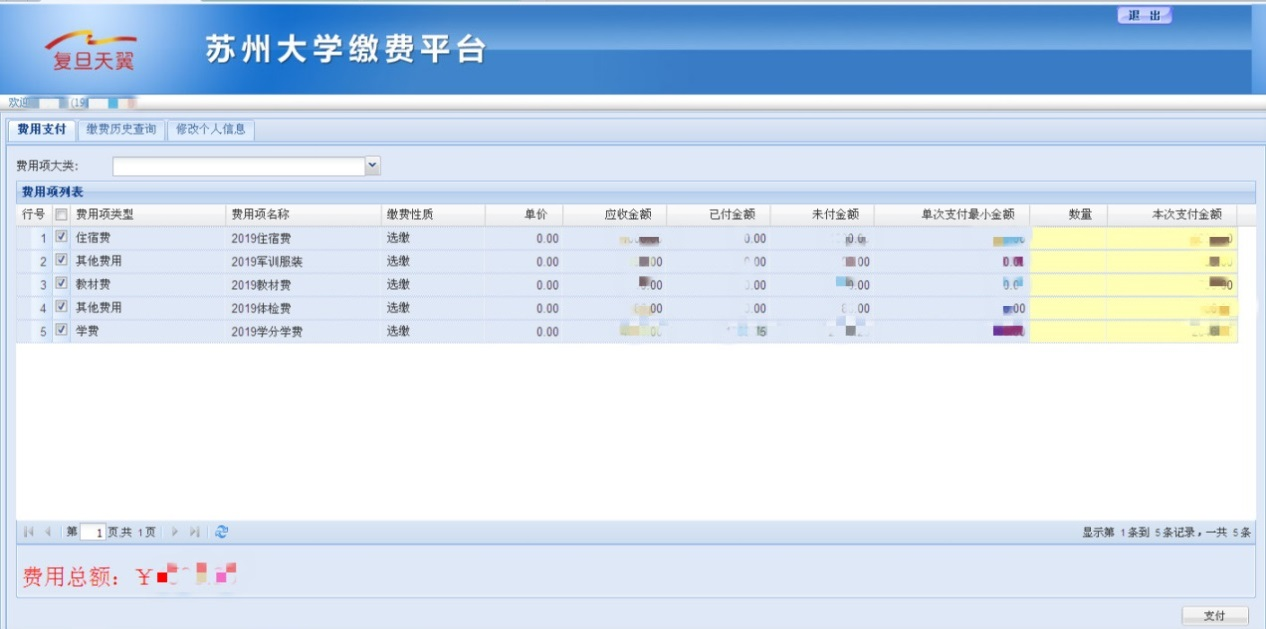 退 出
复旦天翼
苏州大学缴费平台
欢迎 (19
费用支付 缴费历史查询 修改个人信息
费用项大类:
费用项列表
行号 费用项类型 费用项名称 缴费性质 单价 应收金额 已付金额 未付金额 单次支付最小金额 数量 本次支付金额
1 住宿费 2019住宿费 选缴 0.00 0.00
2 其他费用 2019军训服装 选缴 0.00
3 教材费 2019教材费 选缴 0.00
4 其他费用 2019体检费 选缴 0.00
5 学费 2019学分学费 选缴 0.00
第 1 页共 1页 显示第 1条到 5条记录，一共 5条
费用总额：￥
支付